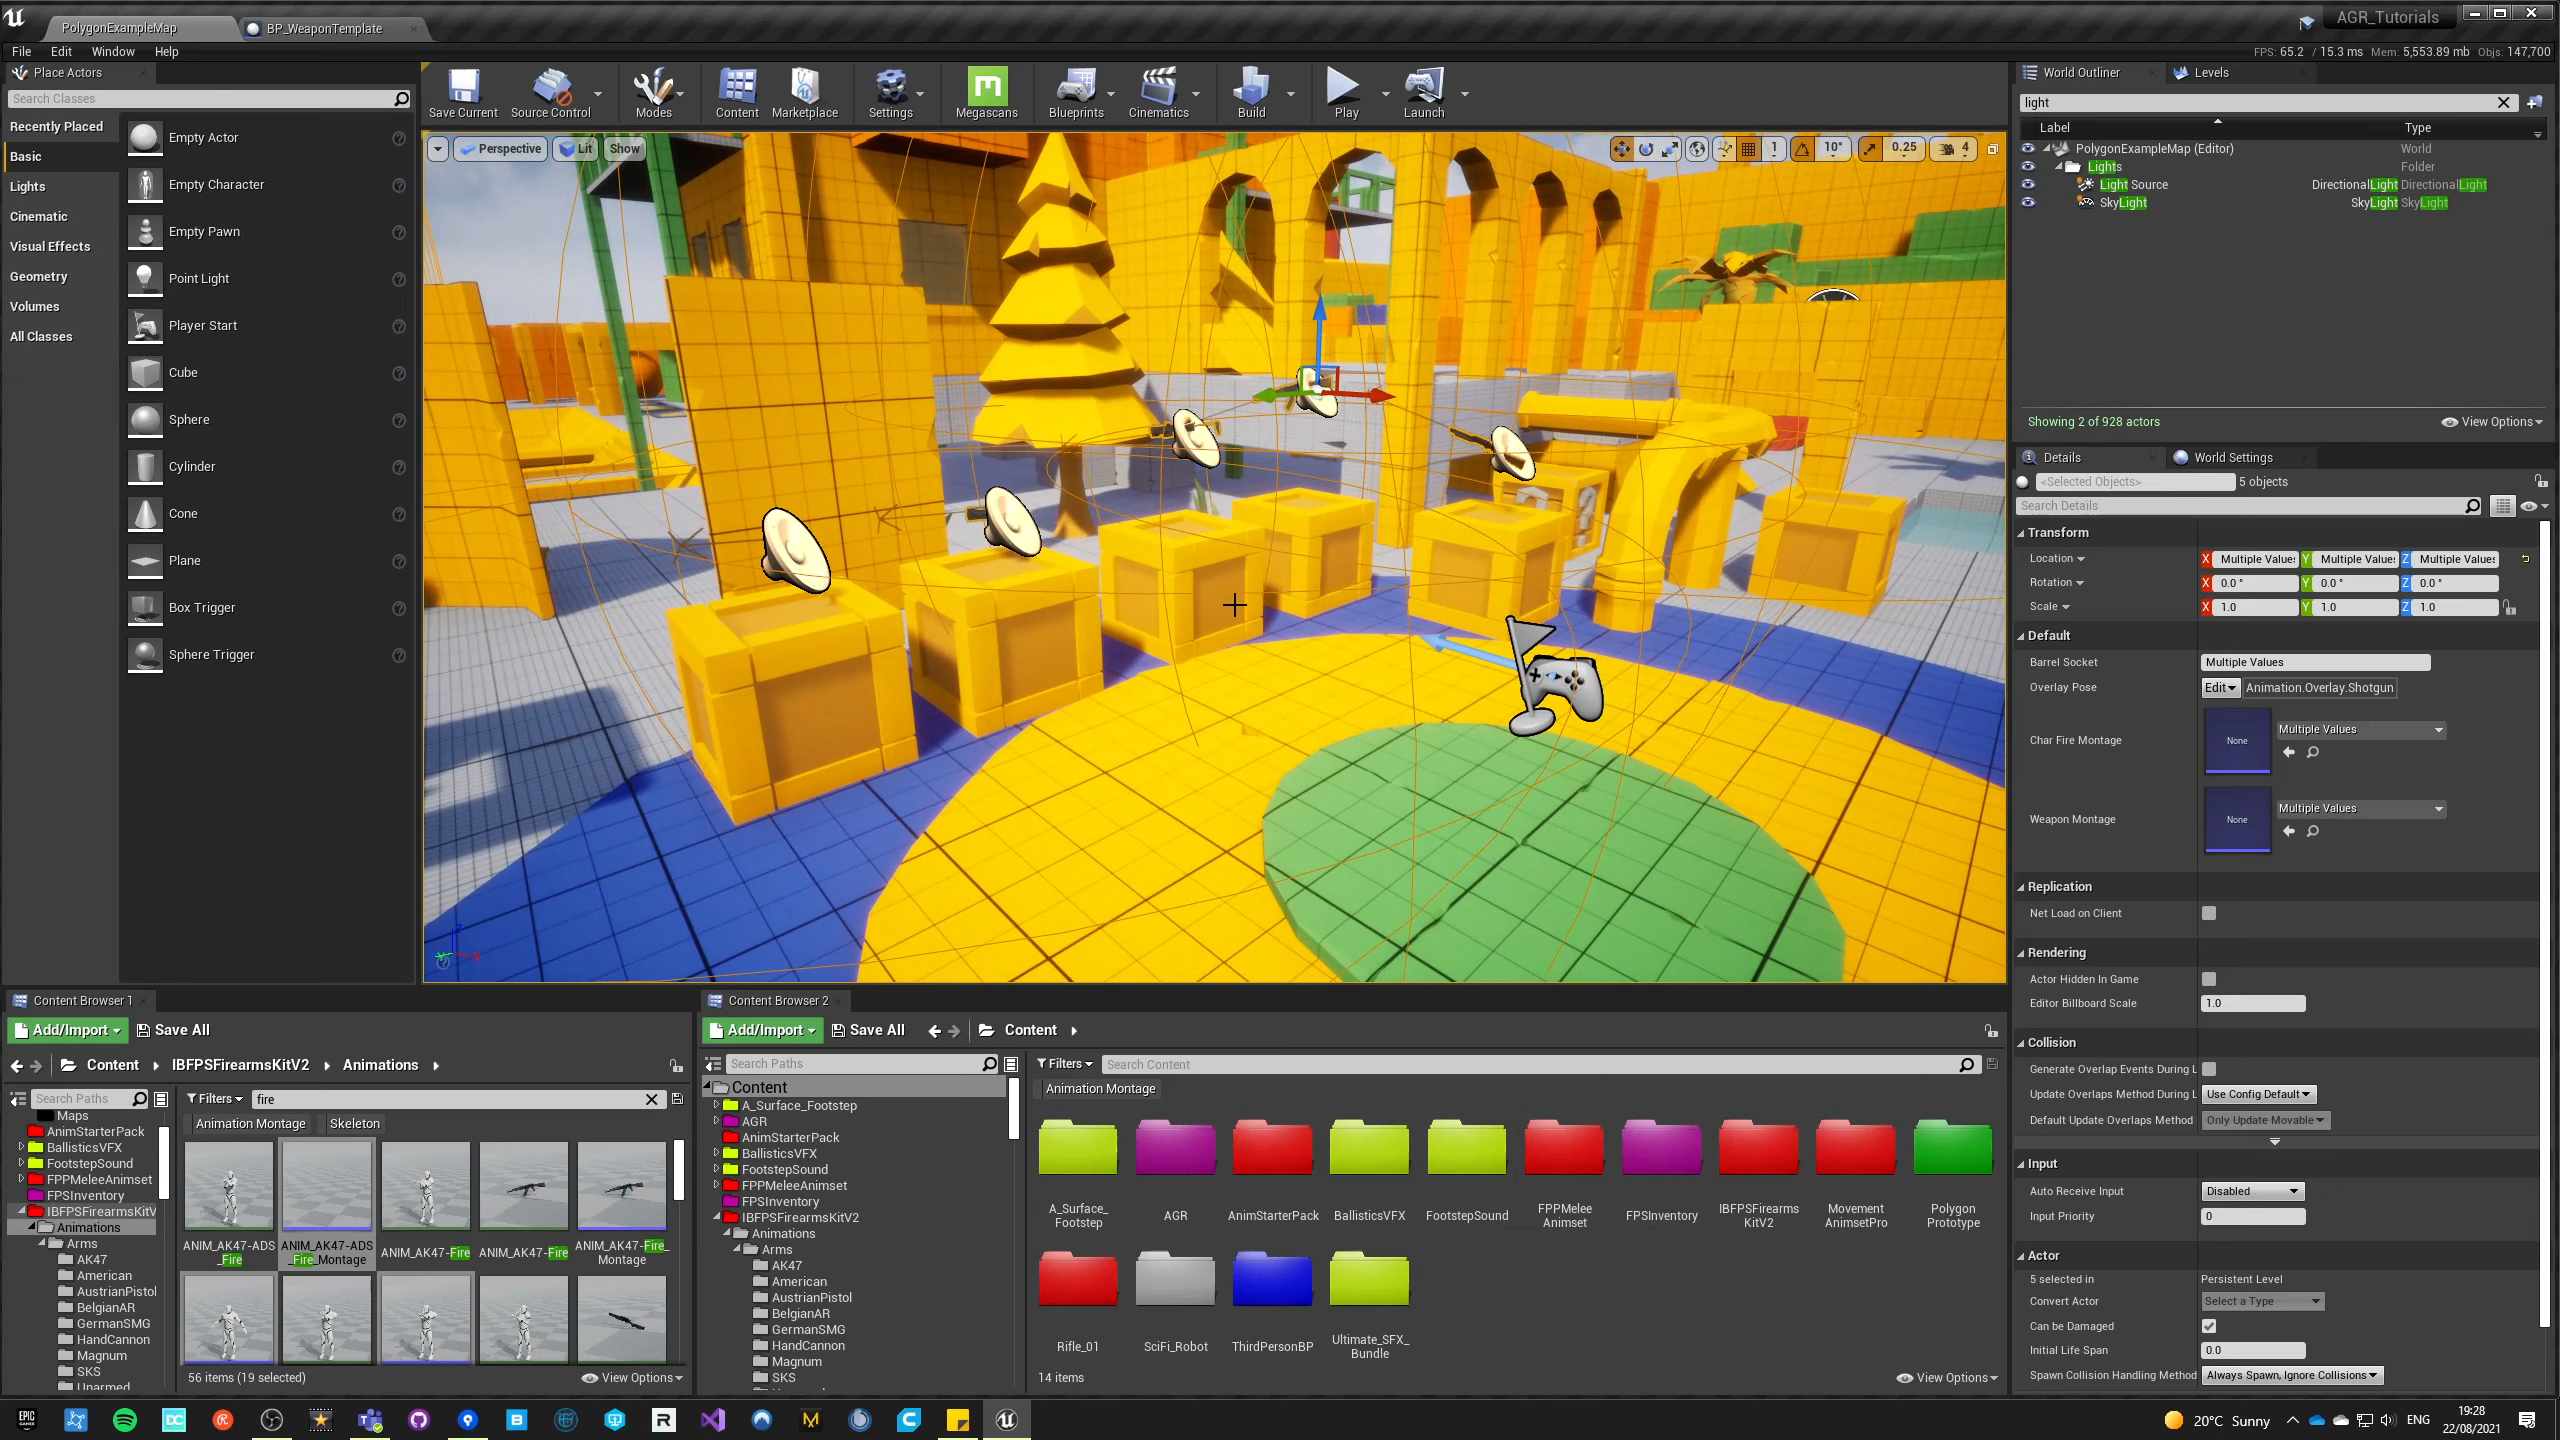 PolygonExampleMap
BP_WeaponTemplate
AGR_Tutorials
File Edit Window Help
FPS: 65.2 / 15.3 ms Mem: 5,553.89 mb Objs: 147,700
Place Actors
Search Classes
Recently Placed
Basic
Lights
Cinematic
Visual Effects
Geometry
Volumes
All Classes
Empty Actor
Empty Character
Empty Pawn
Point Light
Player Start
Cube
Sphere
Cylinder
Cone
Plane
Box Trigger
Sphere Trigger
Save Current
Source Control
Modes
Content
Marketplace
Settings
Megascans
Blueprints
Cinematics
Build
Play
Launch
Perspective Lit Show
1 10° 0.25 4
World Outliner Levels
light
Label Type
PolygonExampleMap (Editor) World
Lights Folder
Light Source DirectionalLight DirectionalLight
SkyLight SkyLight SkyLight
Showing 2 of 928 actors
View Options
Details World Settings
<Selected Objects> 5 objects
Search Details
Transform
Location X Multiple Values Y Multiple Values Z Multiple Values
Rotation X 0.0 ° Y 0.0 ° Z 0.0 °
Scale X 1.0 Y 1.0 Z 1.0
Default
Barrel Socket Multiple Values
Overlay Pose Edit Animation.Overlay.Shotgun
Char Fire Montage None Multiple Values
Weapon Montage None Multiple Values
Replication
Net Load on Client
Rendering
Actor Hidden In Game
Editor Billboard Scale 1.0
Collision
Generate Overlap Events During L
Update Overlaps Method During L Use Config Default
Default Update Overlaps Method Only Update Movable
Input
Auto Receive Input Disabled
Input Priority 0
Actor
5 selected in Persistent Level
Convert Actor Select a Type
Can be Damaged
Initial Life Span 0.0
Spawn Collision Handling Method Always Spawn, Ignore Collisions
Content Browser 1
Add/Import Save All
Content IBFPSFirearmsKitV2 Animations
Search Paths
Filters fire
Animation Montage Skeleton
Maps
AnimStarterPack
BallisticsVFX
FootstepSound
FPPMeleeAnimset
FPSInventory
IBFPSFirearmsKitV
Animations
Arms
AK47
American
AustrianPistol
BelgianAR
GermanSMG
HandCannon
Magnum
SKS
Unarmed
ANIM_AK47-ADS
_Fire
ANIM_AK47-ADS
_Fire_Montage
ANIM_AK47-Fire
ANIM_AK47-Fire
ANIM_AK47-Fire_
Montage
56 items (19 selected)
View Options
Content Browser 2
Add/Import Save All Content
Search Paths
Filters Search Content
Animation Montage
Content
A_Surface_Footstep
AGR
AnimStarterPack
BallisticsVFX
FootstepSound
FPPMeleeAnimset
FPSInventory
IBFPSFirearmsKitV2
Animations
Arms
AK47
American
AustrianPistol
BelgianAR
GermanSMG
HandCannon
Magnum
SKS
A_Surface_
Footstep
AGR
AnimStarterPack
BallisticsVFX
FootstepSound
FPPMelee
Animset
FPSInventory
IBFPSFirearms
KitV2
Movement
AnimsetPro
Polygon
Prototype
Rifle_01
SciFi_Robot
ThirdPersonBP
Ultimate_SFX_
Bundle
14 items
View Options
20°C Sunny
ENG
19:28
22/08/2021